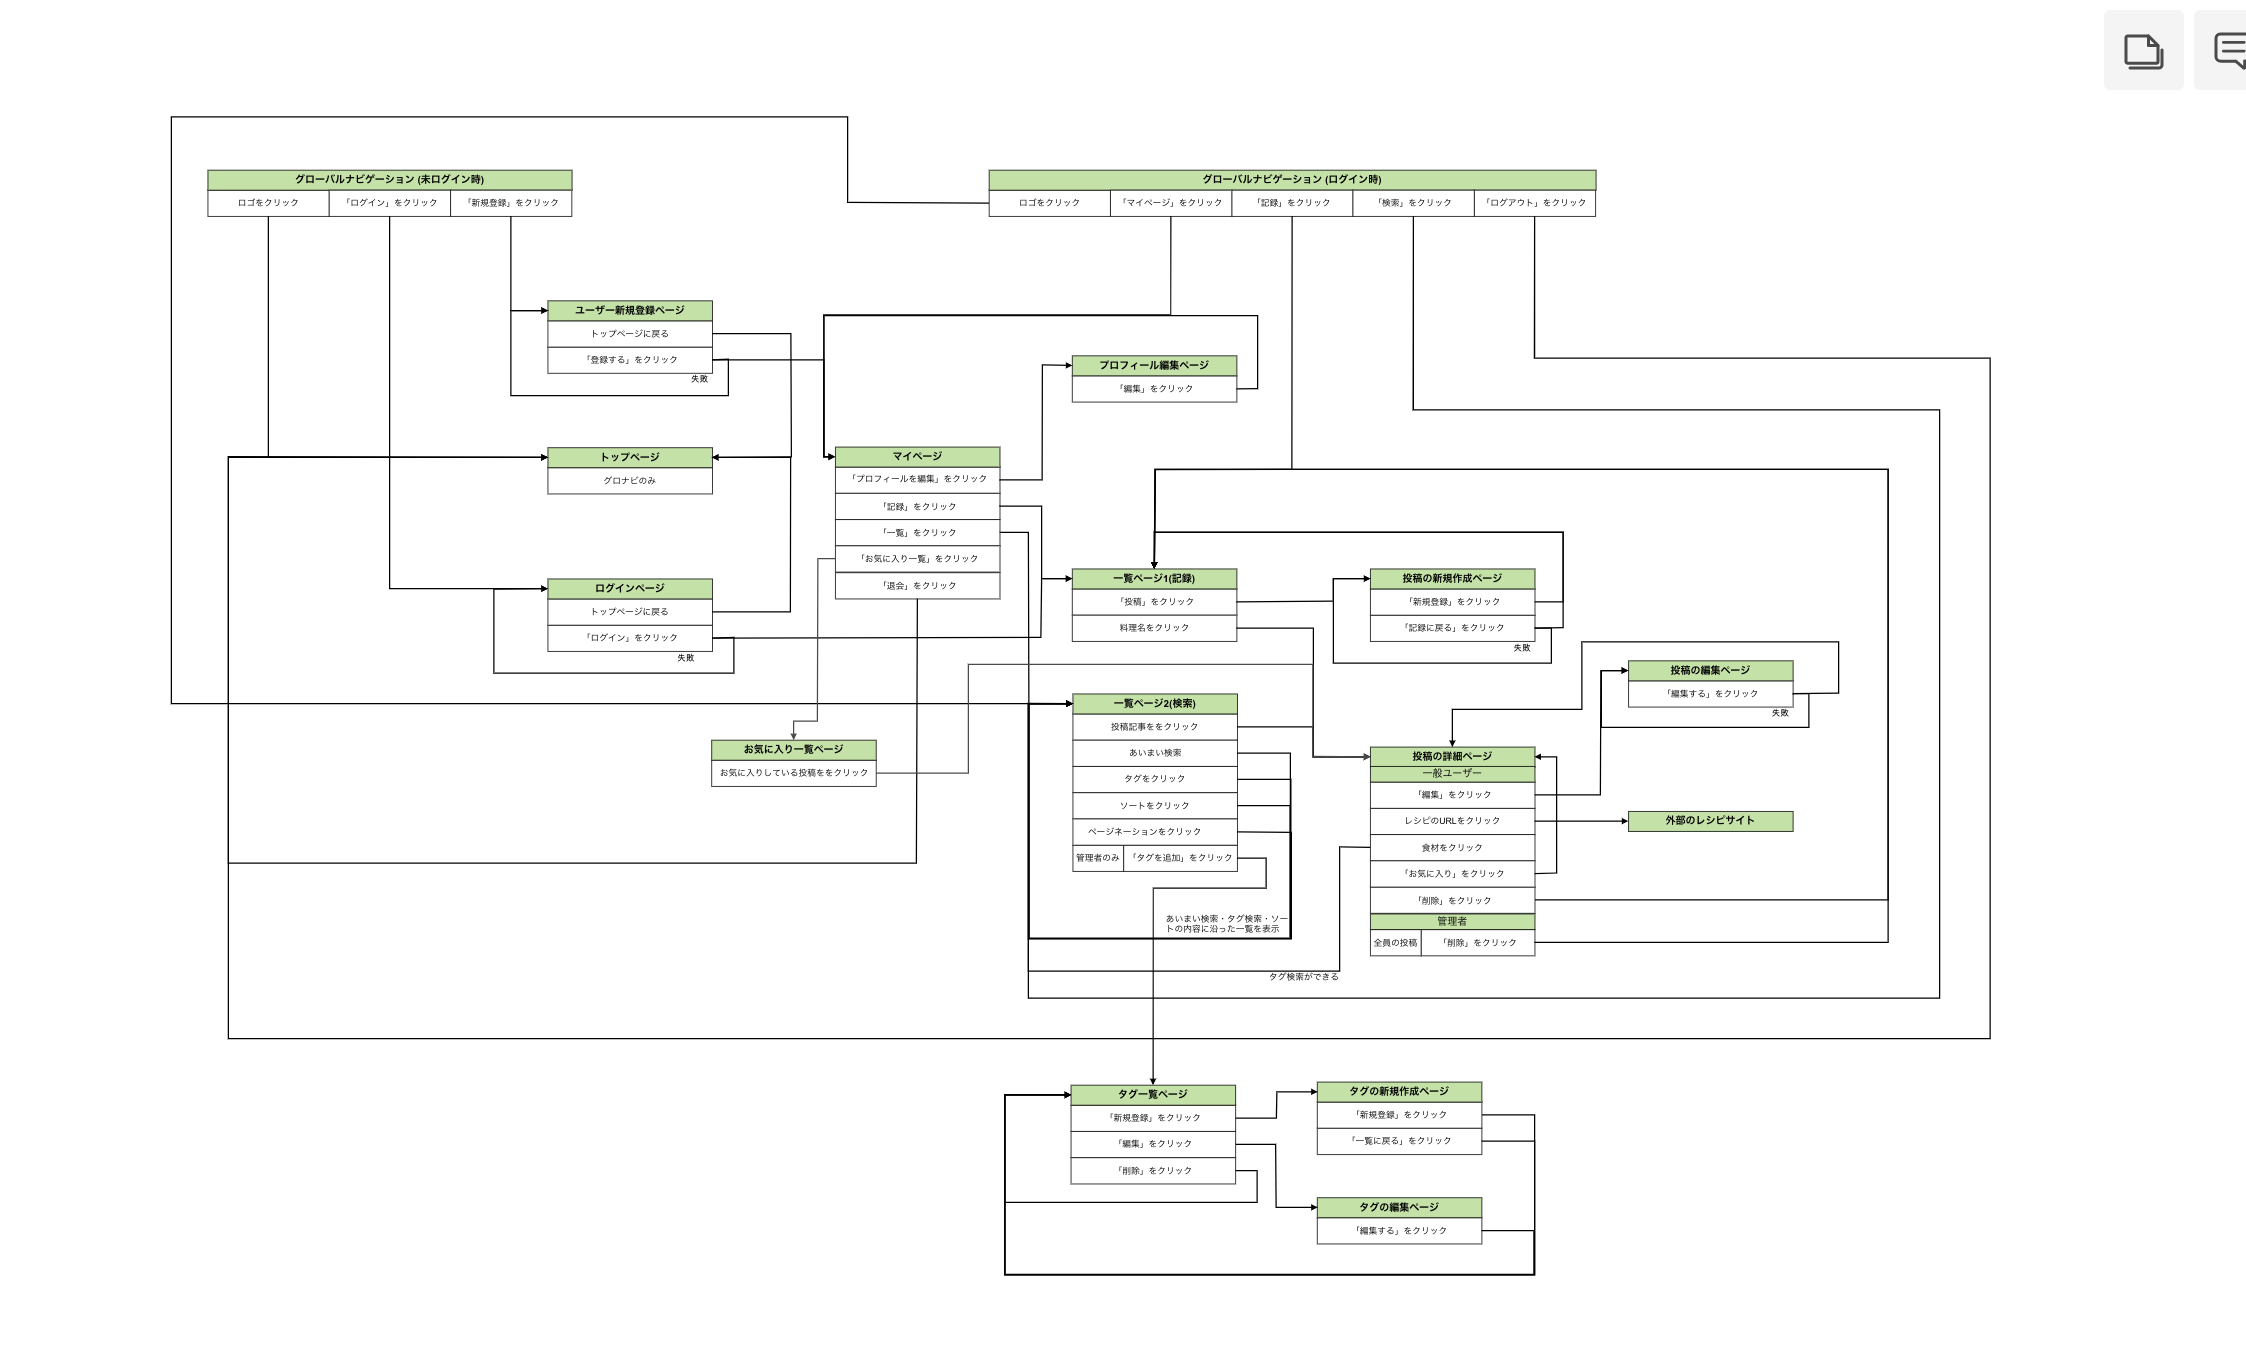 グローバルナビゲーション (未ログイン時)
ロゴをクリック
「ログイン」をクリック
「新規登録」をクリック
グローバルナビゲーション (ログイン時)
ロゴをクリック
「マイページ」をクリック
「記録」をクリック
「検索」をクリック
「ログアウト」をクリック
ユーザー新規登録ページ
トップページに戻る
「登録する」をクリック
失敗
プロフィール編集ページ
「編集」をクリック
トップページ
グロナビのみ
マイページ
「プロフィールを編集」をクリック
「記録」をクリック
「一覧」をクリック
「お気に入り一覧」をクリック
「退会」をクリック
ログインページ
トップページに戻る
「ログイン」をクリック
失敗
一覧ページ1(記録)
「投稿」をクリック
料理名をクリック
投稿の新規作成ページ
「新規登録」をクリック
「記録に戻る」をクリック
失敗
投稿の編集ページ
「編集する」をクリック
失敗
一覧ページ2(検索)
投稿記事ををクリック
あいまい検索
タグをクリック
ソートをクリック
ページネーションをクリック
管理者のみ
「タグを追加」をクリック
あいまい検索・タグ検索・ソー
トの内容に沿った一覧を表示
お気に入り一覧ページ
お気に入りしている投稿ををクリック
投稿の詳細ページ
一般ユーザー
「編集」をクリック
レシピのURLをクリック
食材をクリック
「お気に入り」をクリック
「削除」をクリック
管理者
全員の投稿
「削除」をクリック
外部のレシピサイト
タグ検索ができる
タグ一覧ページ
「新規登録」をクリック
「編集」をクリック
「削除」をクリック
タグの新規作成ページ
「新規登録」をクリック
「一覧に戻る」をクリック
タグの編集ページ
「編集する」をクリック